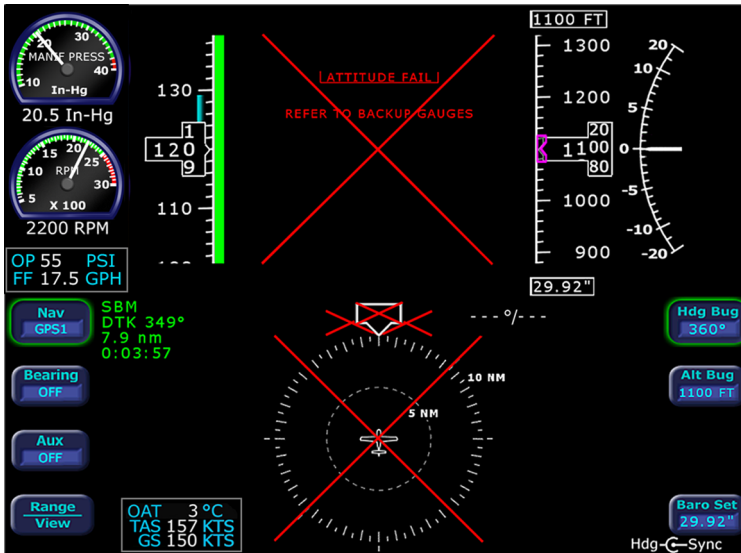 1100 FT
20 30
MANIF PRESS
10 40
In-Hg
20.5 In-Hg
ATTITUDE FAIL
REFER TO BACKUP GAUGES
130
1
120
9
110
1300
1200
20
1100
80
1000
900
20
10
5
0
-5
-10
-20
15 20
10 25
RPM
5 30
X 100
2200 RPM
OP 55 PSI
FF 17.5 GPH
29.92"
Nav
GPS1
SBM
DTK 349°
7.9 nm
0:03:57
---°/---
Hdg Bug
360°
Bearing
OFF
10 NM
5 NM
Alt Bug
1100 FT
Aux
OFF
Range
View
OAT 3 °C
TAS 157 KTS
GS 150 KTS
Baro Set
29.92"
Hdg Sync